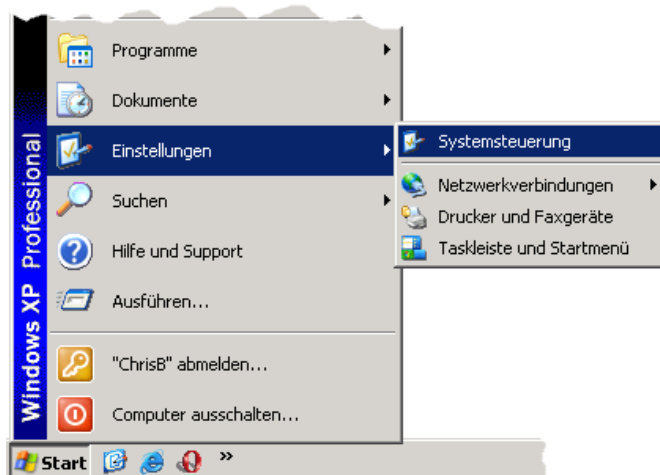 Windows XP Professional
Programme
Dokumente
Einstellungen
Suchen
Hilfe und Support
Ausführen...
"ChrisB" abmelden...
Computer ausschalten...
Systemsteuerung
Netzwerkverbindungen
Drucker und Faxgeräte
Taskleiste und Startmenü
Start
»